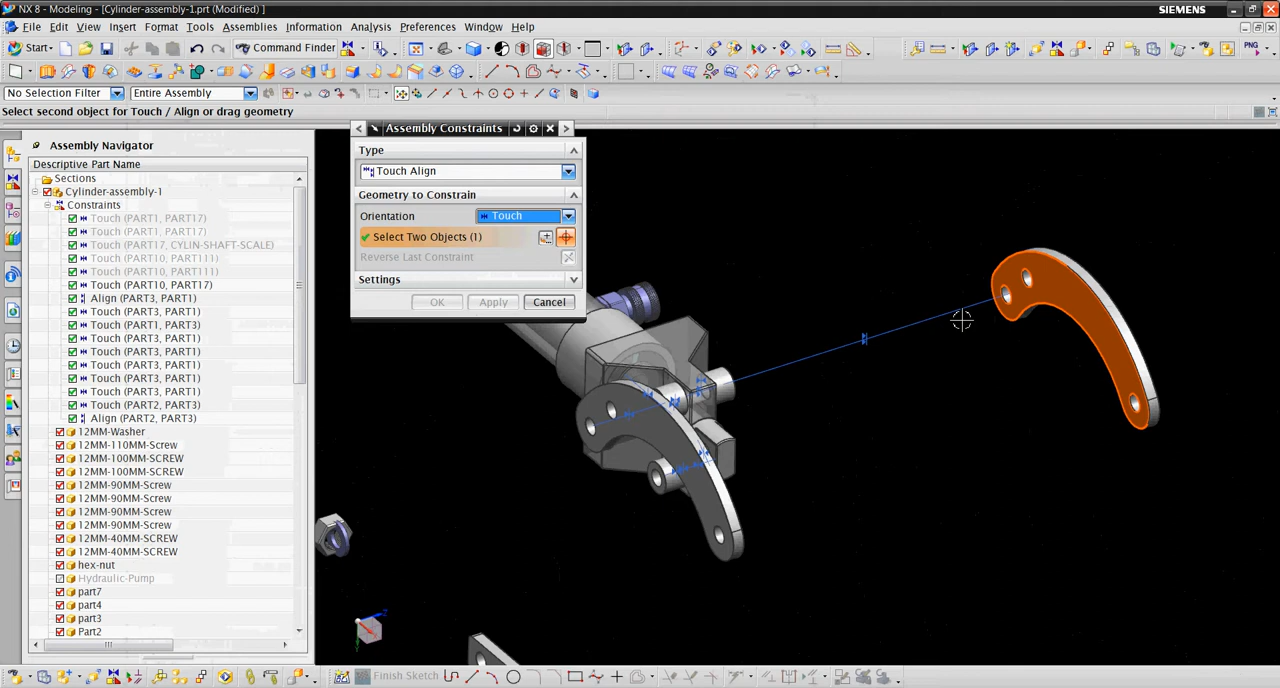 NX 8 - Modeling - [Cylinder-assembly-1.prt (Modified) ]
SIEMENS
File Edit View Insert Format Tools Assemblies Information Analysis Preferences Window Help
Start Command Finder
PNG
No Selection Filter Entire Assembly
Select second object for Touch / Align or drag geometry
Assembly Navigator
Descriptive Part Name
Sections
Cylinder-assembly-1
Constraints
Touch (PART1, PART17)
Touch (PART1, PART17)
Touch (PART17, CYLIN-SHAFT-SCALE)
Touch (PART10, PART111)
Touch (PART10, PART111)
Touch (PART10, PART17)
Align (PART3, PART1)
Touch (PART3, PART1)
Touch (PART1, PART3)
Touch (PART3, PART1)
Touch (PART3, PART1)
Touch (PART3, PART1)
Touch (PART3, PART1)
Touch (PART3, PART1)
Touch (PART2, PART3)
Align (PART2, PART3)
12MM-Washer
12MM-110MM-Screw
12MM-100MM-SCREW
12MM-100MM-SCREW
12MM-90MM-Screw
12MM-90MM-Screw
12MM-90MM-Screw
12MM-90MM-Screw
12MM-40MM-SCREW
12MM-40MM-SCREW
hex-nut
Hydraulic-Pump
part7
part4
part3
Part2
Assembly Constraints
Type
Touch Align
Geometry to Constrain
Orientation Touch
Select Two Objects (1)
Reverse Last Constraint
Settings
OK Apply Cancel
Z
Y
Finish Sketch